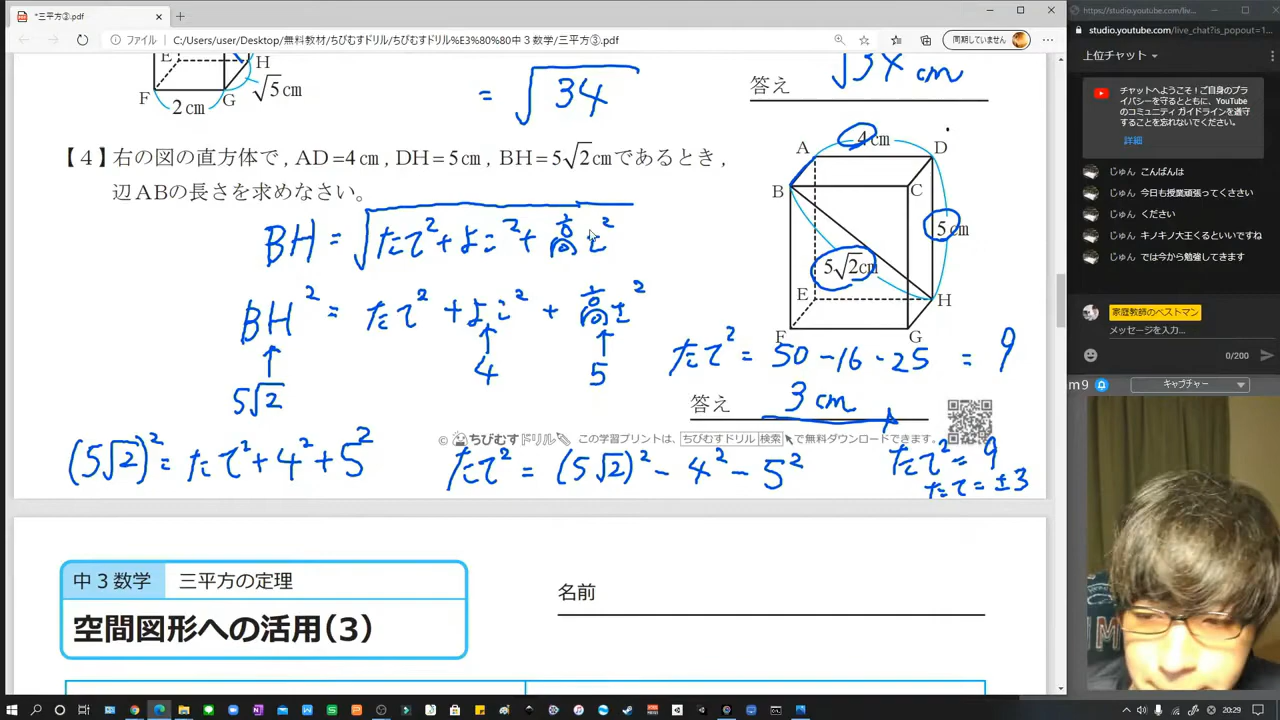 *三平方②.pdf
ファイル
C:/Users/user/Desktop/無料教材/ちびむすドリル/ちびむすドリル%E3%80%80中3数学/三平方③.pdf
同期していません
E
H
F
G
2cm
√5cm
= √34
答え √34 cm
【4】右の図の直方体で，AD=4cm，DH=5cm，BH=5√2cmであるとき，
辺ABの長さを求めなさい。
BH = √たて²+よこ²+高さ²
BH² = たて²+よこ²+高さ²
5√2
4
5
(5√2)² = たて²+4²+5²
たて² = (5√2)² - 4² - 5²
A
4cm
D
B
C
5cm
5√2cm
E
H
F
G
たて² = 50 - 16 - 25 = 9
答え 3cm
©ちびむすドリル この学習プリントは、ちびむすドリル 検索 で無料ダウンロードできます。
たて² = 9
たて = ±3
中3数学 三平方の定理
空間図形への活用(3)
名前
https://studio.youtube.com/liv...
studio.youtube.com/live_chat?is_popout=1...
上位チャット
チャットへようこそ！ご自身のプライバシーを守るとともに、YouTube のコミュニティ ガイドラインを遵守することを忘れないでください。
詳細
じゅん こんばんは
じゅん 今日も授業頑張ってください
じゅん ください
じゅん キノキノ大王くるといいですね
じゅん では今から勉強してきます
家庭教師のベストマン
メッセージを入力...
0/200
m9
キャプチャー
20:29